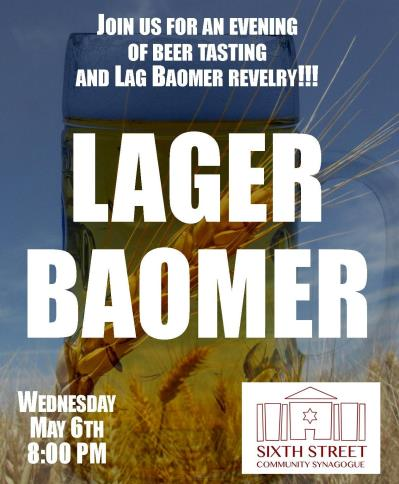 Join us for an evening
of beer tasting
and Lag Baomer revelry!!!
LAGER
BAOMER
Wednesday
May 6th
8:00 PM
SIXTH STREET
COMMUNITY SYNAGOGUE